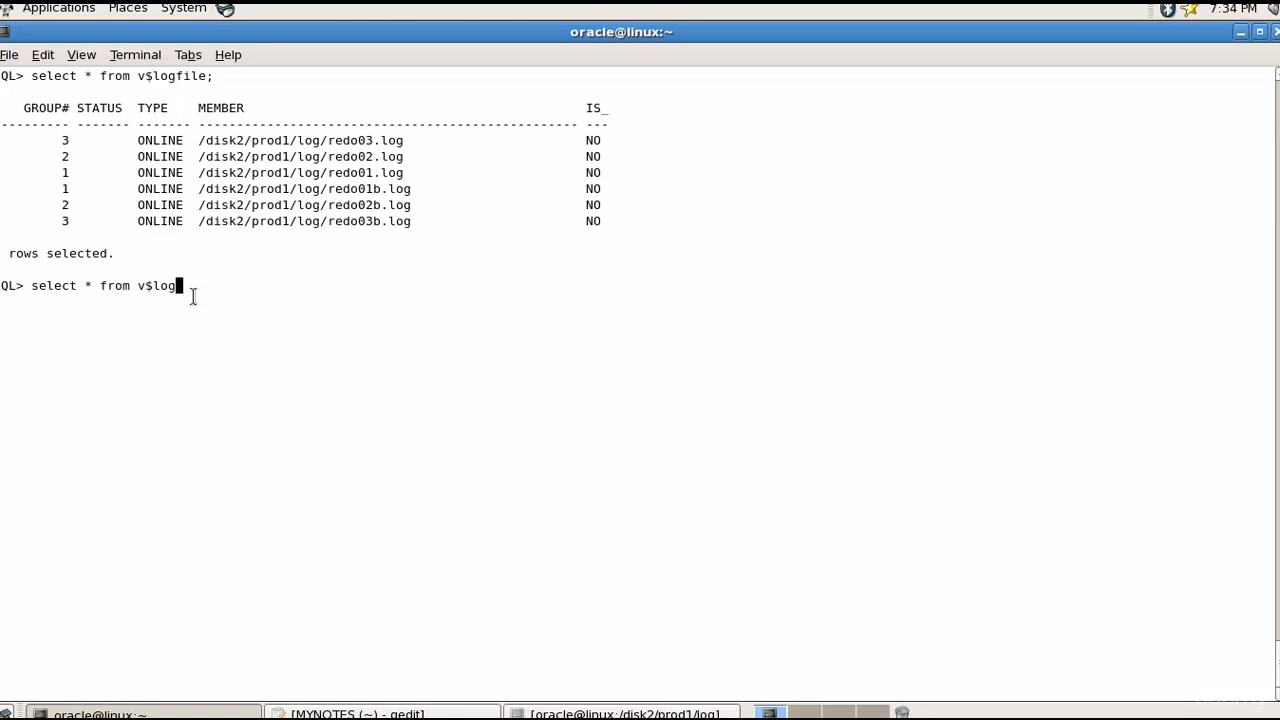 Applications Places System 7:34 PM
oracle@linux:~
File Edit View Terminal Tabs Help
QL> select * from v$logfile;
GROUP# STATUS TYPE MEMBER IS_
--------- ------- ------- -------------------------------------------------- ---
3 ONLINE /disk2/prod1/log/redo03.log NO
2 ONLINE /disk2/prod1/log/redo02.log NO
1 ONLINE /disk2/prod1/log/redo01.log NO
1 ONLINE /disk2/prod1/log/redo01b.log NO
2 ONLINE /disk2/prod1/log/redo02b.log NO
3 ONLINE /disk2/prod1/log/redo03b.log NO
rows selected.
QL> select * from v$log
oracle@linux:~ [MYNOTES (~) - gedit] [oracle@linux:/disk2/prod1/log]